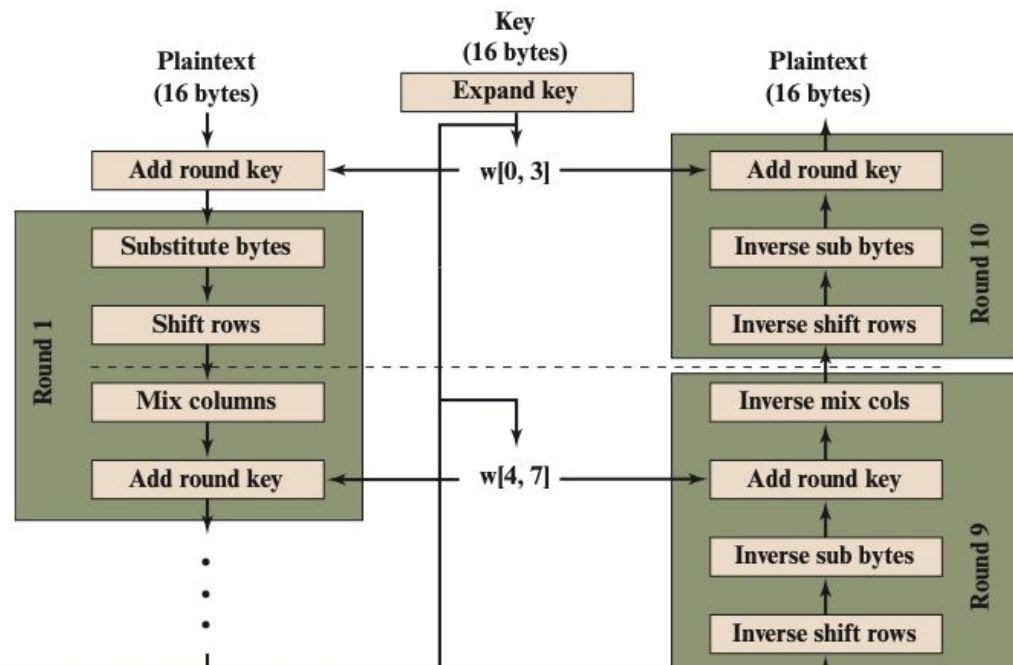 Key
(16 bytes)
Plaintext
(16 bytes)
Expand key
Plaintext
(16 bytes)
Add round key
w[0, 3]
Add round key
Round 1
Substitute bytes
Shift rows
Mix columns
Add round key
w[4, 7]
Inverse sub bytes
Inverse shift rows
Round 10
Inverse mix cols
Add round key
Inverse sub bytes
Inverse shift rows
Round 9